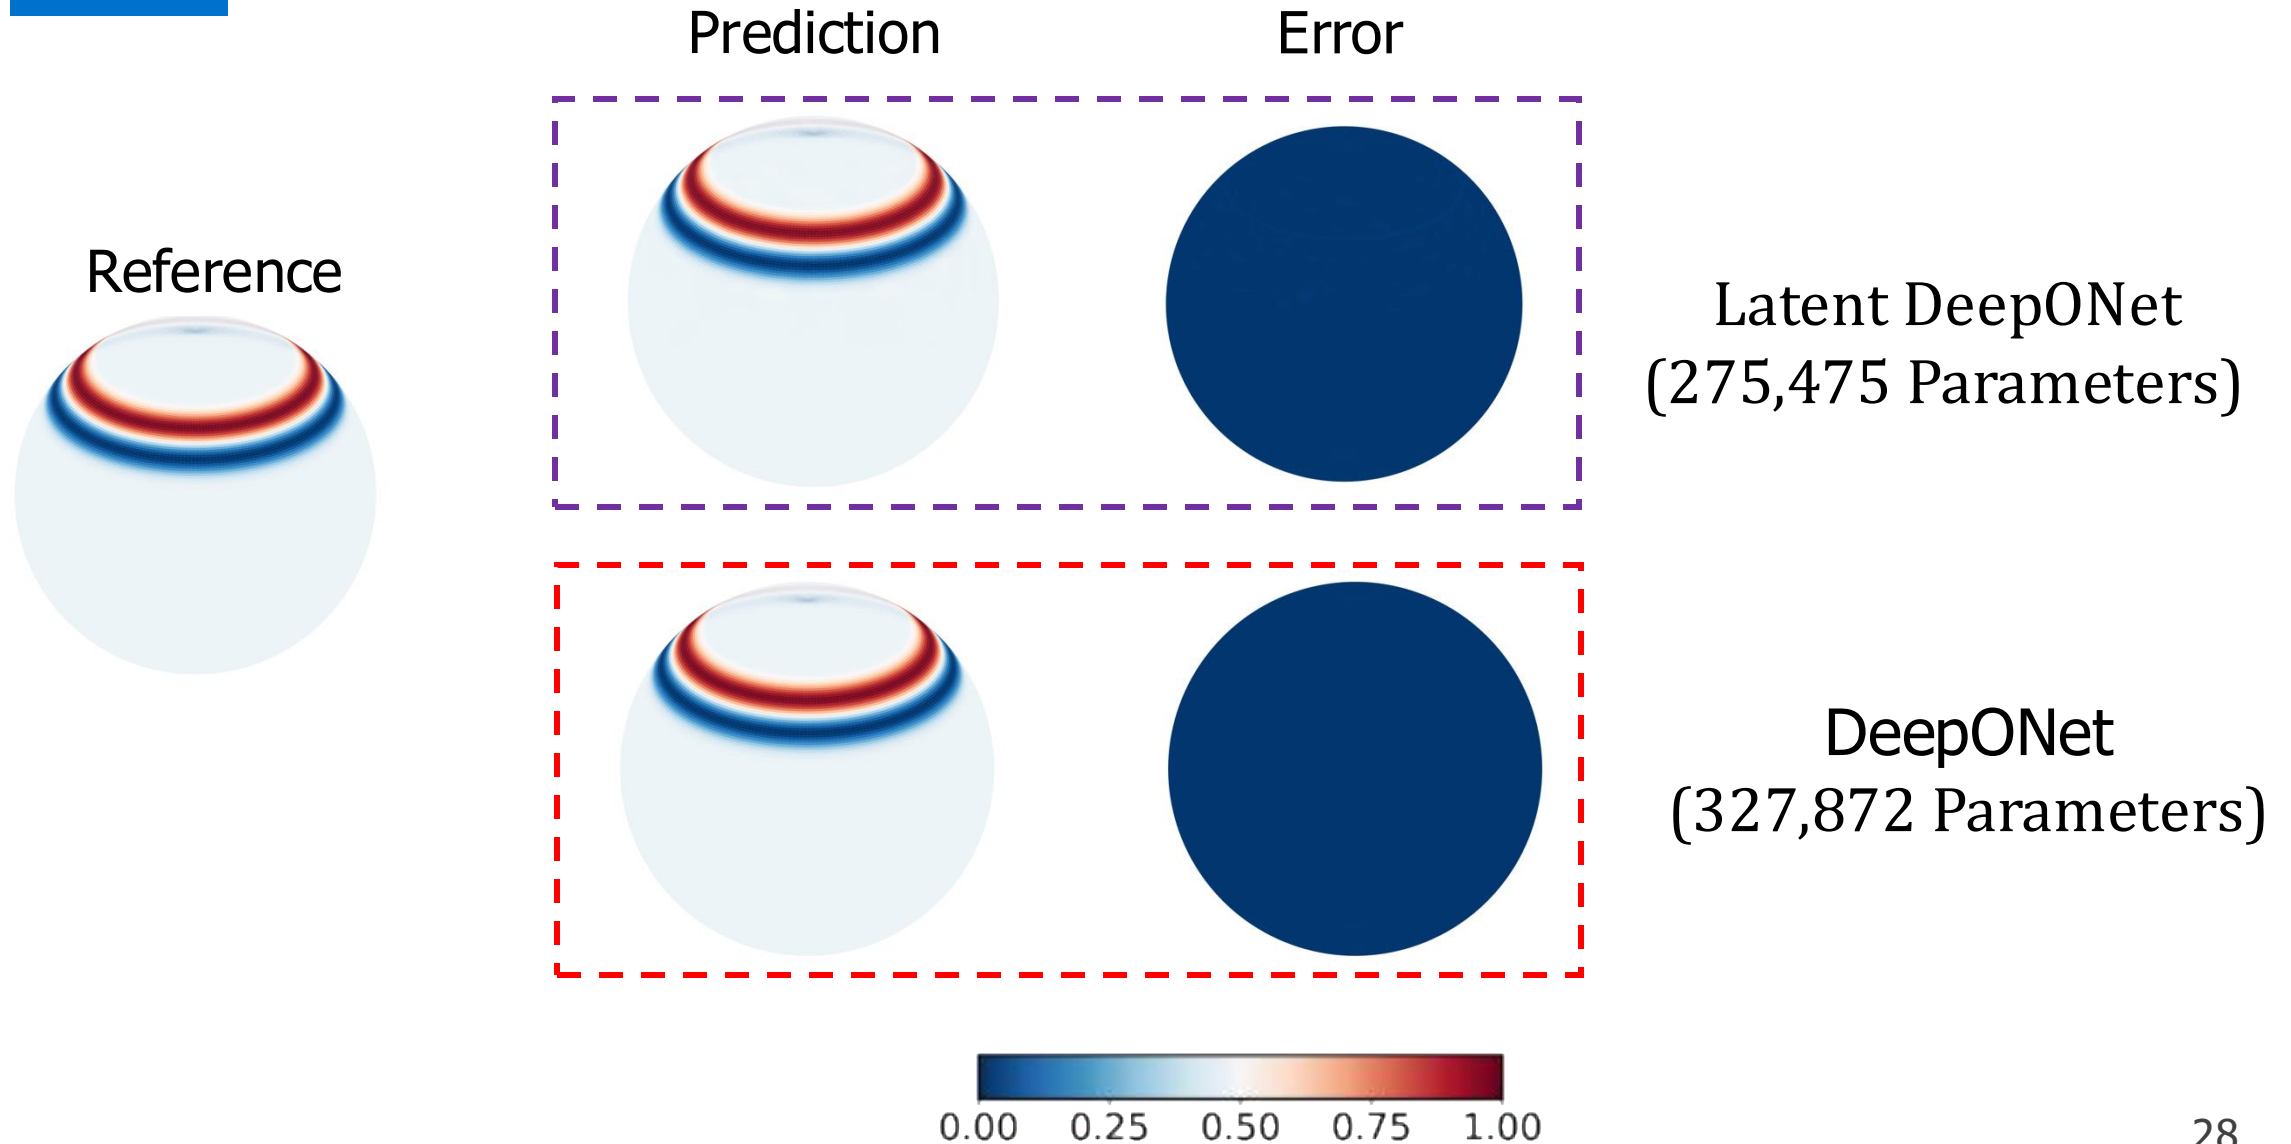 Prediction
Error
Reference
Latent DeepONet
(275,475 Parameters)
DeepONet
(327,872 Parameters)
0.00 0.25 0.50 0.75 1.00
28